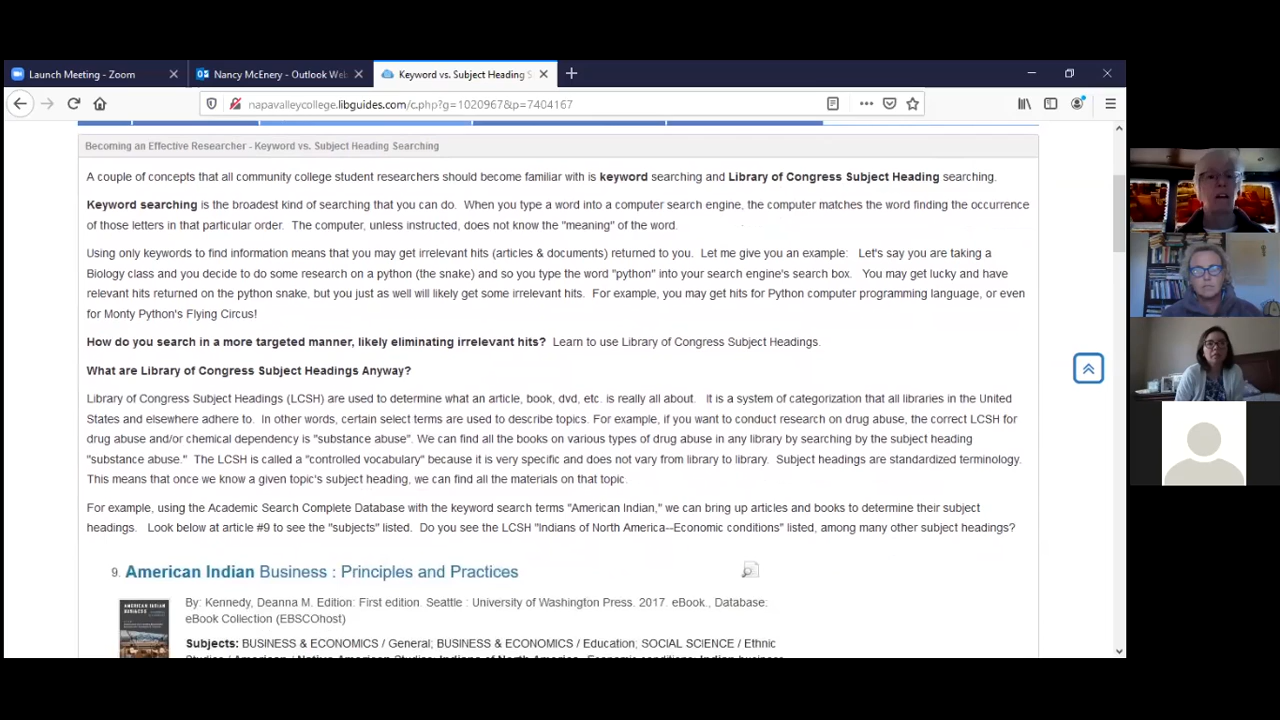 Launch Meeting - Zoom
Nancy McEnery - Outlook Web
Keyword vs. Subject Heading S
napavalleycollege.libguides.com/c.php?g=1020967&p=7404167
Becoming an Effective Researcher - Keyword vs. Subject Heading Searching
A couple of concepts that all community college student researchers should become familiar with is keyword searching and Library of Congress Subject Heading searching.
Keyword searching is the broadest kind of searching that you can do. When you type a word into a computer search engine, the computer matches the word finding the occurrence
of those letters in that particular order. The computer, unless instructed, does not know the "meaning" of the word.
Using only keywords to find information means that you may get irrelevant hits (articles & documents) returned to you. Let me give you an example: Let's say you are taking a
Biology class and you decide to do some research on a python (the snake) and so you type the word "python" into your search engine's search box. You may get lucky and have
relevant hits returned on the python snake, but you just as well will likely get some irrelevant hits. For example, you may get hits for Python computer programming language, or even
for Monty Python's Flying Circus!
How do you search in a more targeted manner, likely eliminating irrelevant hits? Learn to use Library of Congress Subject Headings.
What are Library of Congress Subject Headings Anyway?
Library of Congress Subject Headings (LCSH) are used to determine what an article, book, dvd, etc. is really all about. It is a system of categorization that all libraries in the United
States and elsewhere adhere to. In other words, certain select terms are used to describe topics. For example, if you want to conduct research on drug abuse, the correct LCSH for
drug abuse and/or chemical dependency is "substance abuse". We can find all the books on various types of drug abuse in any library by searching by the subject heading
"substance abuse." The LCSH is called a "controlled vocabulary" because it is very specific and does not vary from library to library. Subject headings are standardized terminology.
This means that once we know a given topic's subject heading, we can find all the materials on that topic.
For example, using the Academic Search Complete Database with the keyword search terms "American Indian," we can bring up articles and books to determine their subject
headings. Look below at article #9 to see the "subjects" listed. Do you see the LCSH "Indians of North America--Economic conditions" listed, among many other subject headings?
9. American Indian Business : Principles and Practices
AMERICAN INDIAN
BUSINESS
By: Kennedy, Deanna M. Edition: First edition. Seattle : University of Washington Press. 2017. eBook., Database:
eBook Collection (EBSCOhost)
Subjects: BUSINESS & ECONOMICS / General; BUSINESS & ECONOMICS / Education; SOCIAL SCIENCE / Ethnic
Studies / American / Native American Studies; Indians of North America--Economic conditions; Indian business